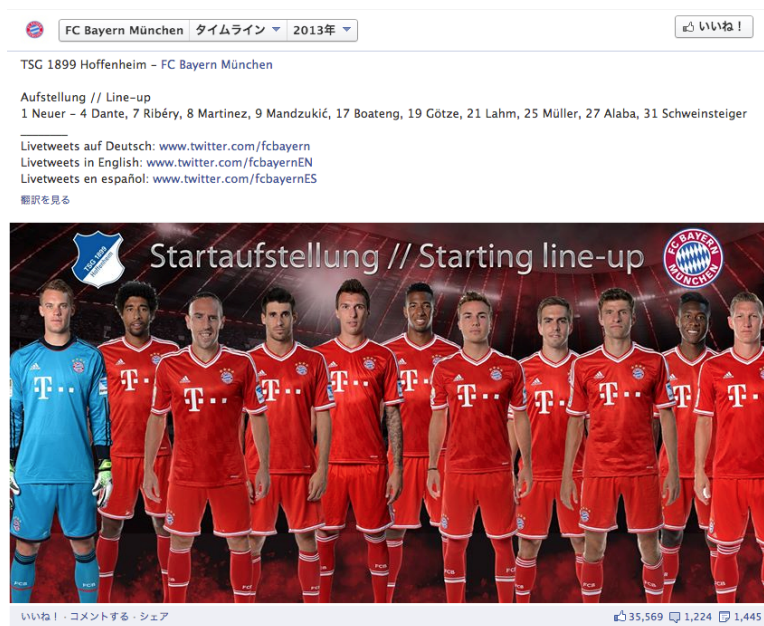 FC Bayern München タイムライン 2013年 いいね！
TSG 1899 Hoffenheim - FC Bayern München
Aufstellung // Line-up
1 Neuer - 4 Dante, 7 Ribéry, 8 Martinez, 9 Mandzukić, 17 Boateng, 19 Götze, 21 Lahm, 25 Müller, 27 Alaba, 31 Schweinsteiger
Livetweets auf Deutsch: www.twitter.com/fcbayern
Livetweets in English: www.twitter.com/fcbayernEN
Livetweets en español: www.twitter.com/fcbayernES
翻訳を見る
TSG 1899
Hoffenheim
Startaufstellung // Starting line-up
FC BAYERN
MÜNCHEN
いいね！ · コメントする · シェア 35,569 1,224 1,445